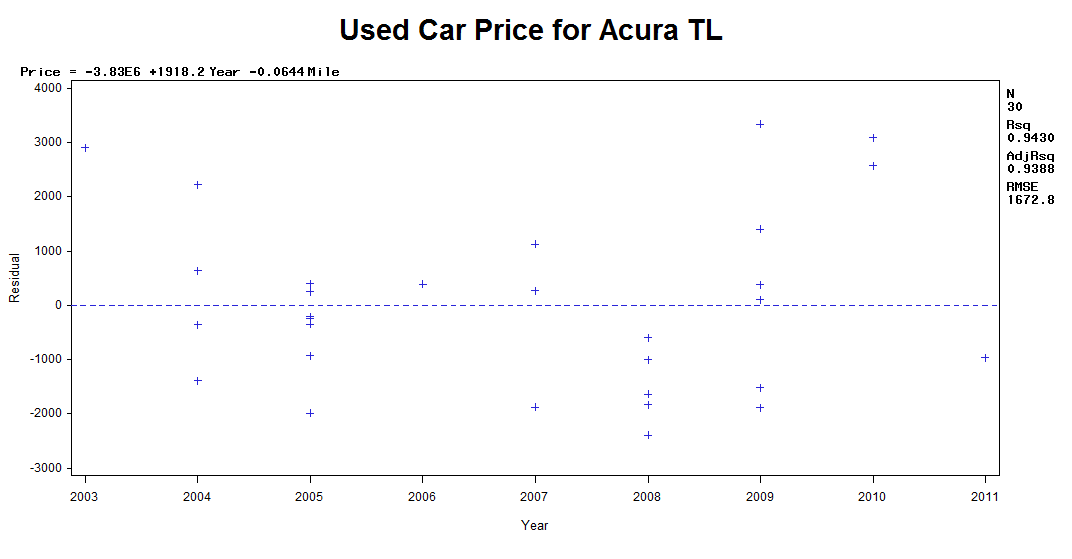 Used Car Price for Acura TL
Price = -3.83E6 +1918.2 Year -0.0644 Mile
N
30
Rsq
0.9430
AdjRsq
0.9388
RMSE
1672.8
4000
3000
2000
1000
0
-1000
-2000
-3000
Residual
2003 2004 2005 2006 2007 2008 2009 2010 2011
Year